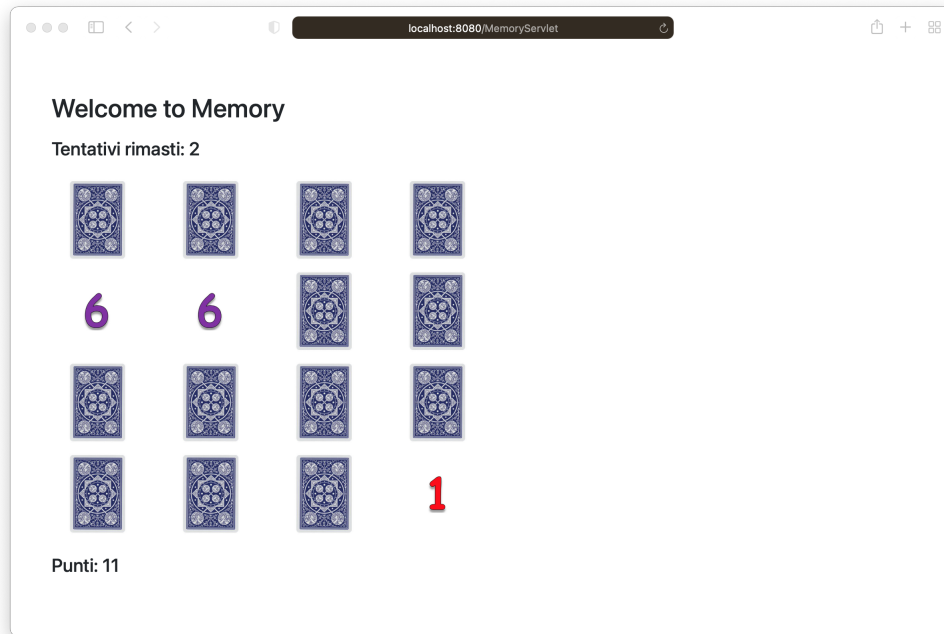 localhost:8080/MemoryServlet
Welcome to Memory
Tentativi rimasti: 2
6 6
1
Punti: 11